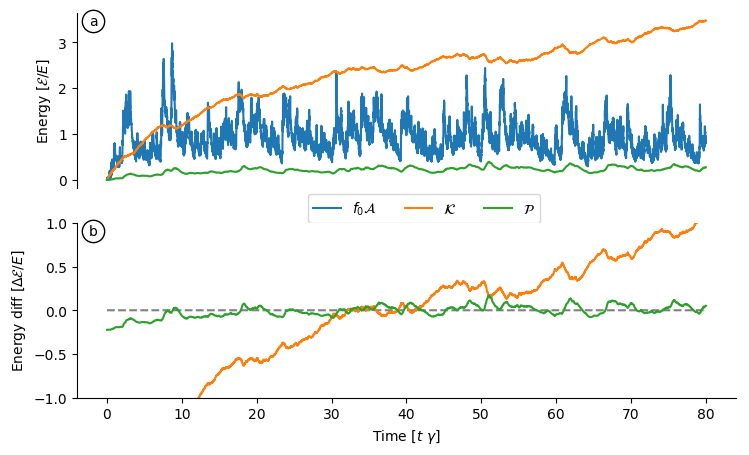 a
Energy [ℰ/E]
3
2
1
0
f₀𝒜 𝒦 𝒫
b
Energy diff [Δℰ/E]
1.0
0.5
0.0
−0.5
−1.0
0 10 20 30 40 50 60 70 80
Time [t γ]